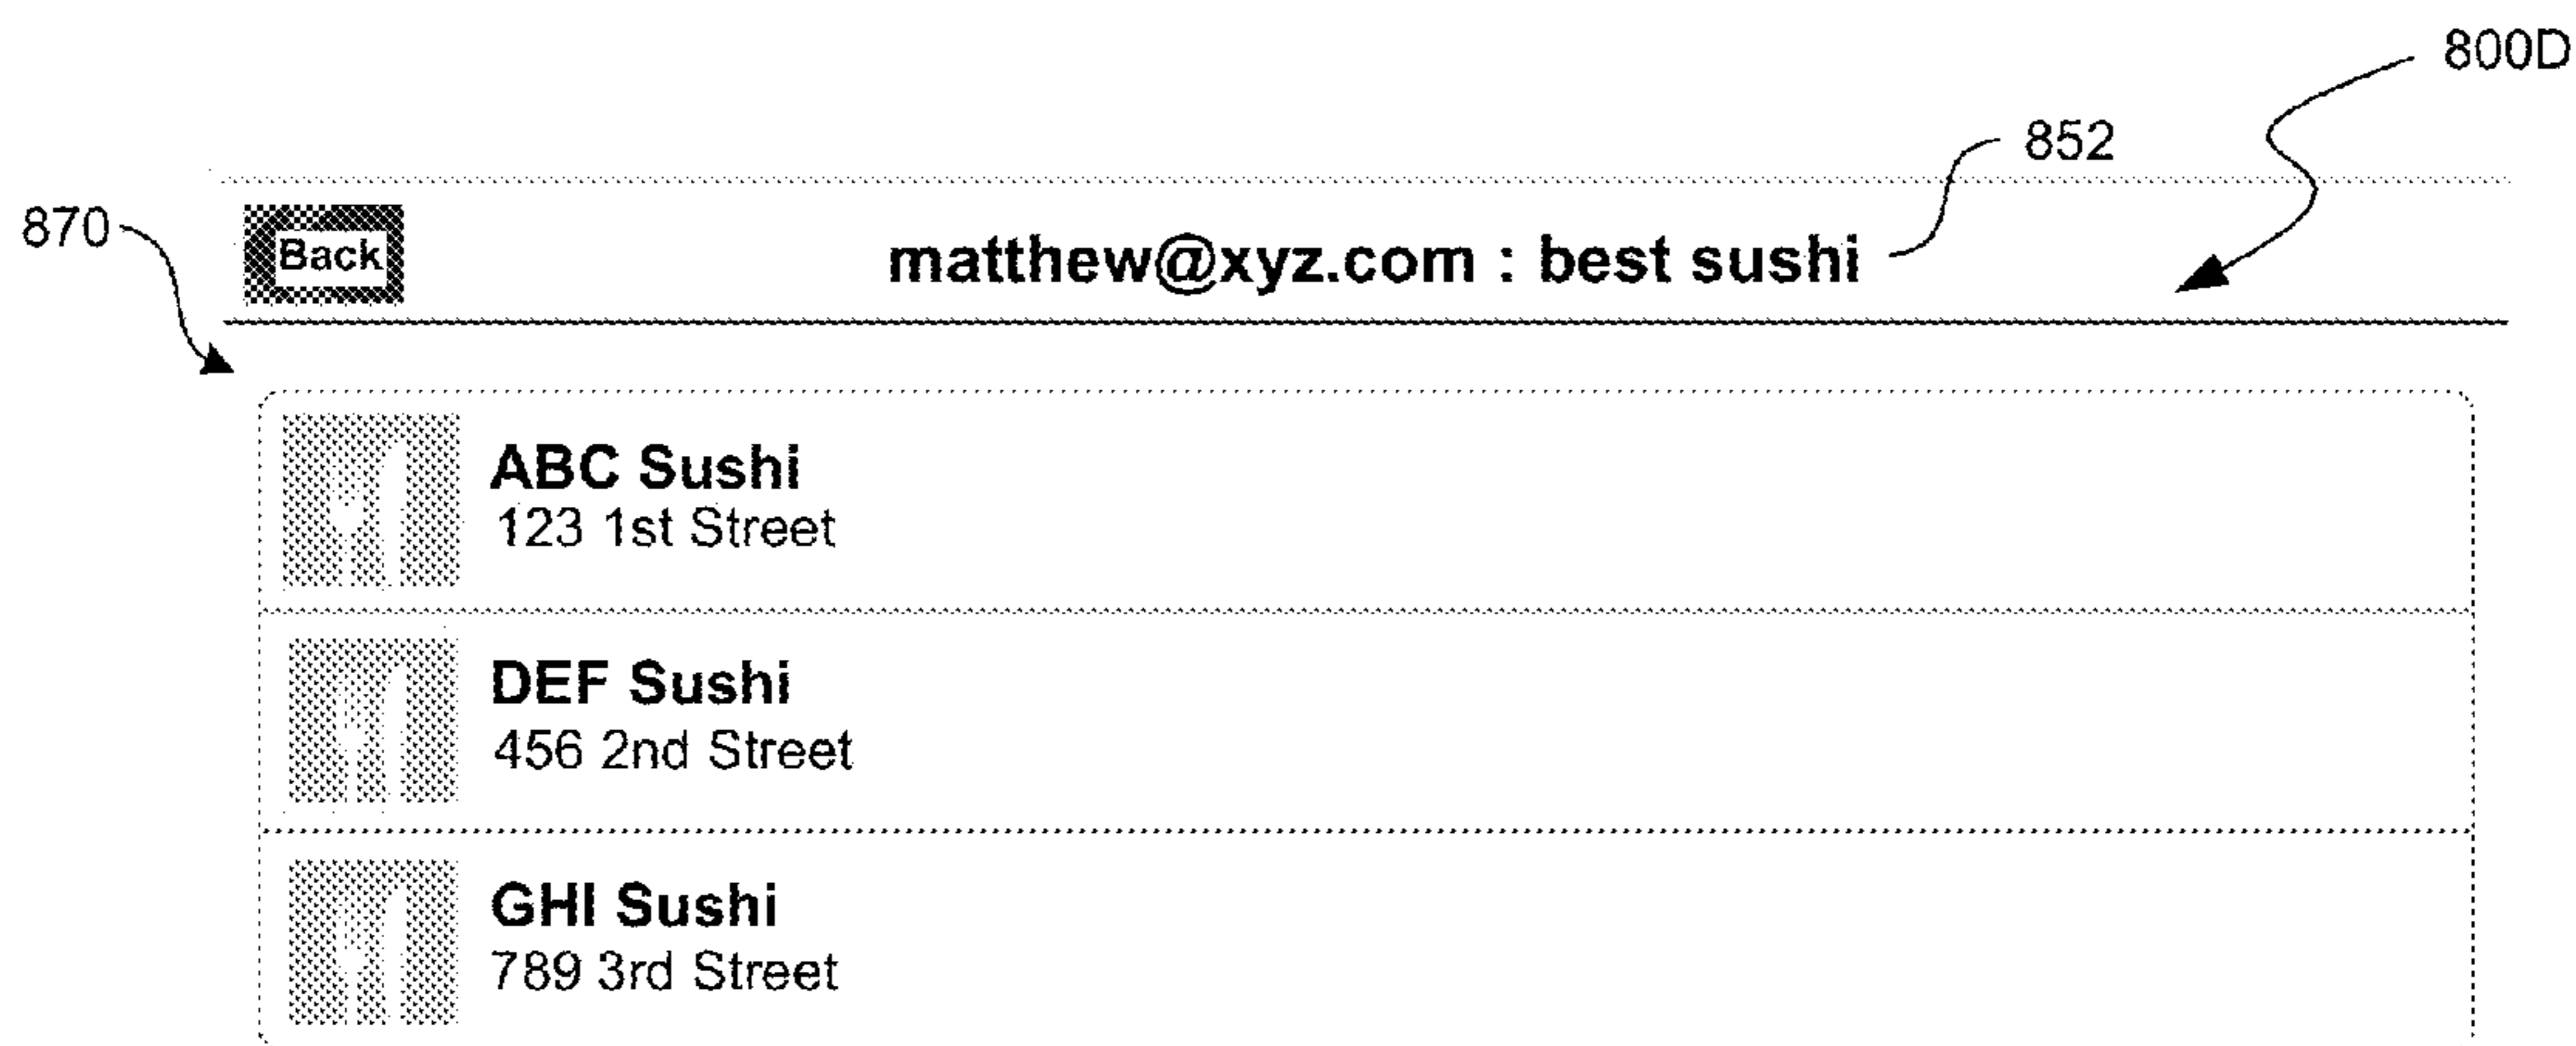 800D
852
870
Back
matthew@xyz.com : best sushi
ABC Sushi
123 1st Street
DEF Sushi
456 2nd Street
GHI Sushi
789 3rd Street